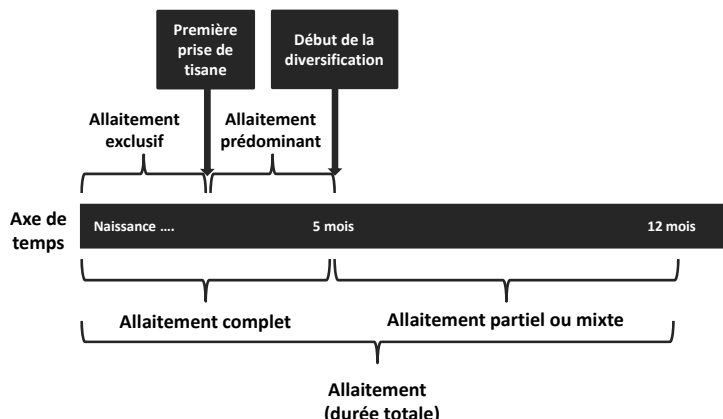 Première
prise de
tisane
Début de la
diversification
Allaitement
exclusif
Allaitement
prédominant
Axe de
temps
Naissance ....
5 mois
12 mois
Allaitement complet
Allaitement partiel ou mixte
Allaitement
(durée totale)